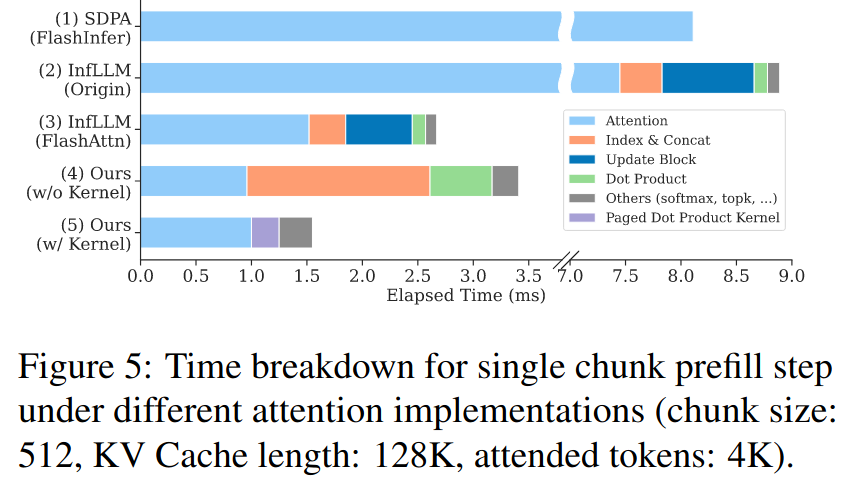 (1) SDPA
(FlashInfer)
(2) InfLLM
(Origin)
(3) InfLLM
(FlashAttn)
(4) Ours
(w/o Kernel)
(5) Ours
(w/ Kernel)
Attention
Index & Concat
Update Block
Dot Product
Others (softmax, topk, ...)
Paged Dot Product Kernel
0.0 0.5 1.0 1.5 2.0 2.5 3.0 3.5 7.0 7.5 8.0 8.5 9.0
Elapsed Time (ms)
Figure 5: Time breakdown for single chunk prefill step
under different attention implementations (chunk size:
512, KV Cache length: 128K, attended tokens: 4K).